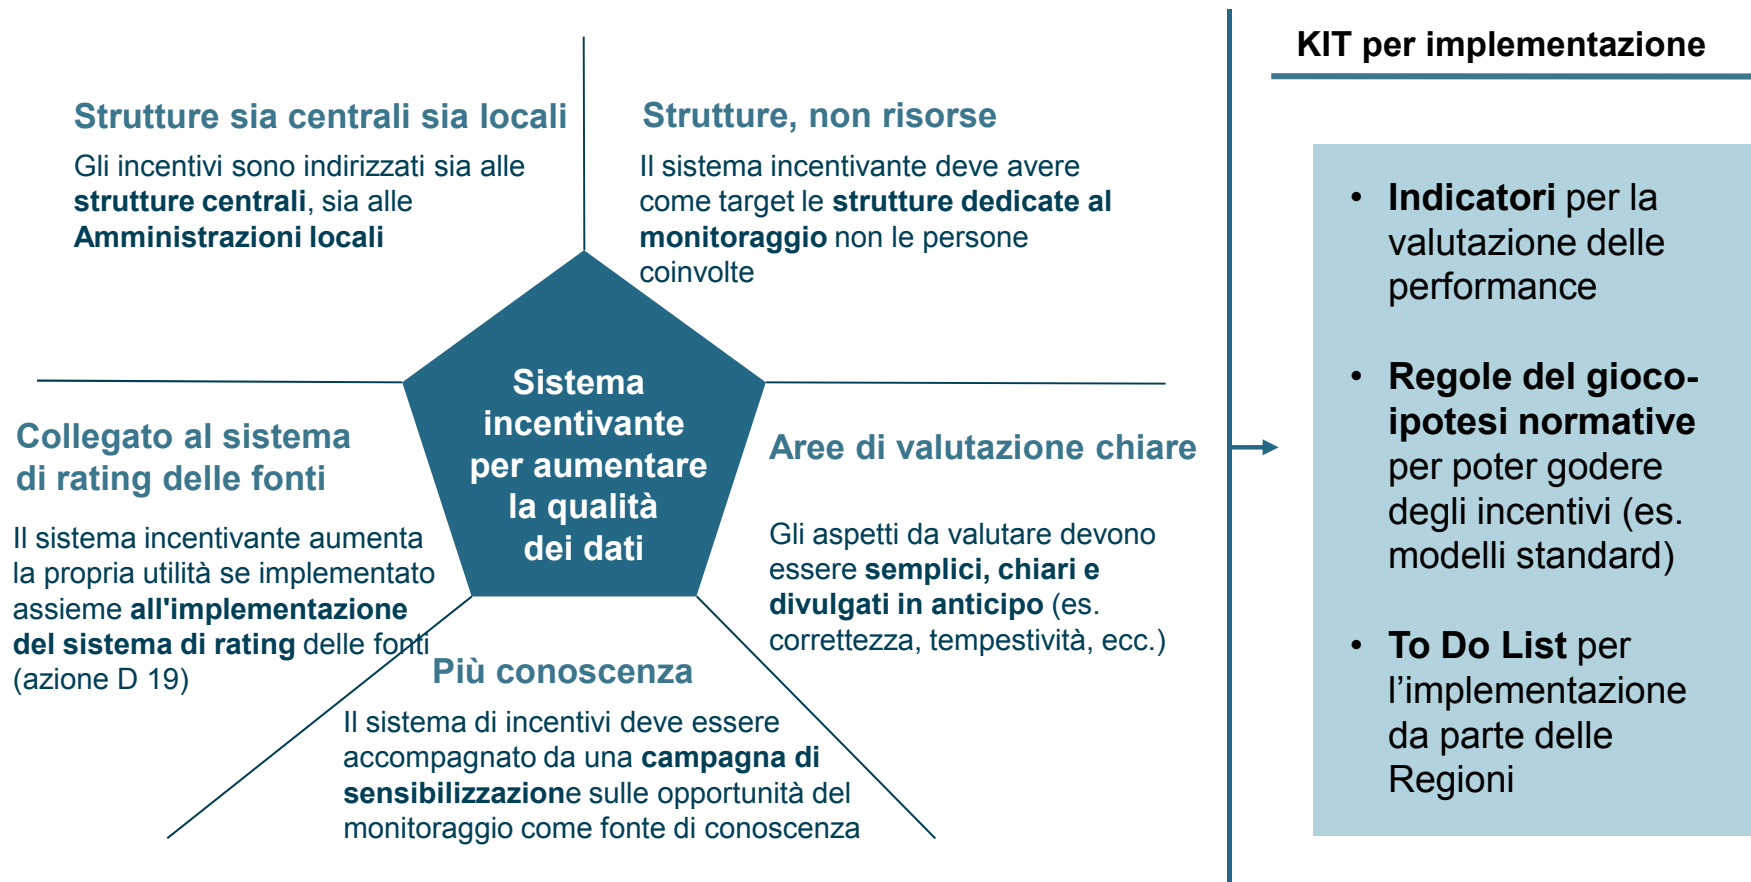 Strutture sia centrali sia locali
Gli incentivi sono indirizzati sia alle
strutture centrali, sia alle
Amministrazioni locali
Strutture, non risorse
Il sistema incentivante deve avere
come target le strutture dedicate al
monitoraggio non le persone
coinvolte
Sistema
incentivante
per aumentare
la qualità
dei dati
Collegato al sistema
di rating delle fonti
Il sistema incentivante aumenta
la propria utilità se implementato
assieme all'implementazione
del sistema di rating delle fonti
(azione D 19)
Aree di valutazione chiare
Gli aspetti da valutare devono
essere semplici, chiari e
divulgati in anticipo (es.
correttezza, tempestività, ecc.)
Più conoscenza
Il sistema di incentivi deve essere
accompagnato da una campagna di
sensibilizzazione sulle opportunità del
monitoraggio come fonte di conoscenza
KIT per implementazione
• Indicatori per la
valutazione delle
performance
• Regole del gioco-
ipotesi normative
per poter godere
degli incentivi (es.
modelli standard)
• To Do List per
l’implementazione
da parte delle
Regioni